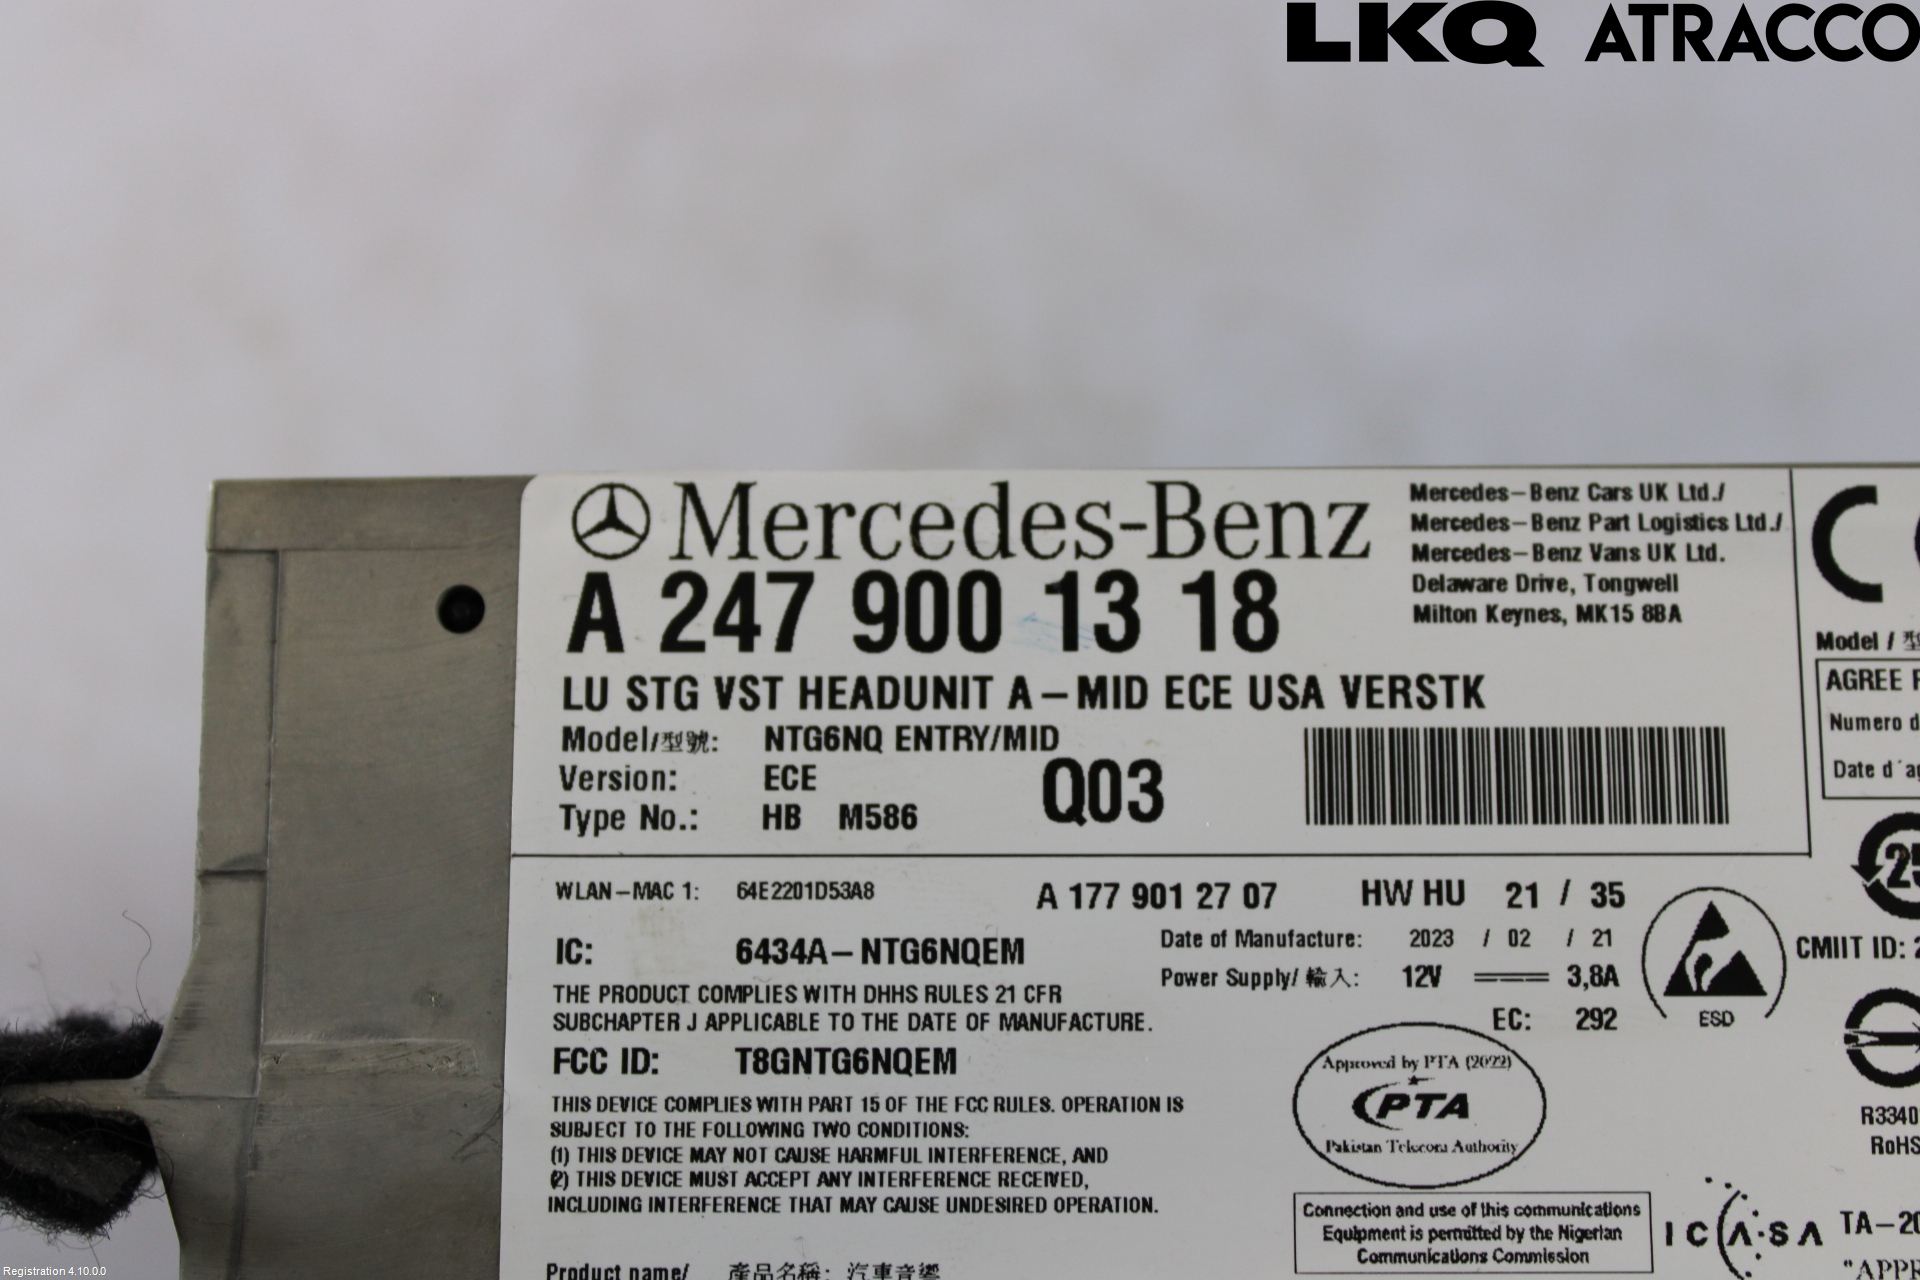 LKQ ATRACCO
Mercedes-Benz
A 247 900 13 18
LU STG VST HEADUNIT A-MID ECE USA VERSTK
Model/型號: NTG6NQ ENTRY/MID
Version: ECE
Type No.: HB M586
Q03
Mercedes-Benz Cars UK Ltd./
Mercedes-Benz Part Logistics Ltd./
Mercedes-Benz Vans UK Ltd.
Delaware Drive, Tongwell
Milton Keynes, MK15 8BA
WLAN-MAC 1: 64E2201D53A8
A 177 901 27 07 HW HU 21 / 35
IC: 6434A-NTG6NQEM
Date of Manufacture: 2023 / 02 / 21
Power Supply/ 輸入: 12V 3,8A
EC: 292
ESD
THE PRODUCT COMPLIES WITH DHHS RULES 21 CFR
SUBCHAPTER J APPLICABLE TO THE DATE OF MANUFACTURE.
FCC ID: T8GNTG6NQEM
THIS DEVICE COMPLIES WITH PART 15 OF THE FCC RULES. OPERATION IS
SUBJECT TO THE FOLLOWING TWO CONDITIONS:
(1) THIS DEVICE MAY NOT CAUSE HARMFUL INTERFERENCE, AND
(2) THIS DEVICE MUST ACCEPT ANY INTERFERENCE RECEIVED,
INCLUDING INTERFERENCE THAT MAY CAUSE UNDESIRED OPERATION.
Approved by PTA (2022)
PTA
Pakistan Telecom Authority
Connection and use of this communications
Equipment is permitted by the Nigerian
Communications Commission
Product name/ 產品名稱: 汽車音響
CE
Model / 型
AGREE
Numero d
Date d'ag
25
CMIIT ID: 2
R3340
RoHS
ICASA TA-20
"APPR
Registration 4.10.0.0